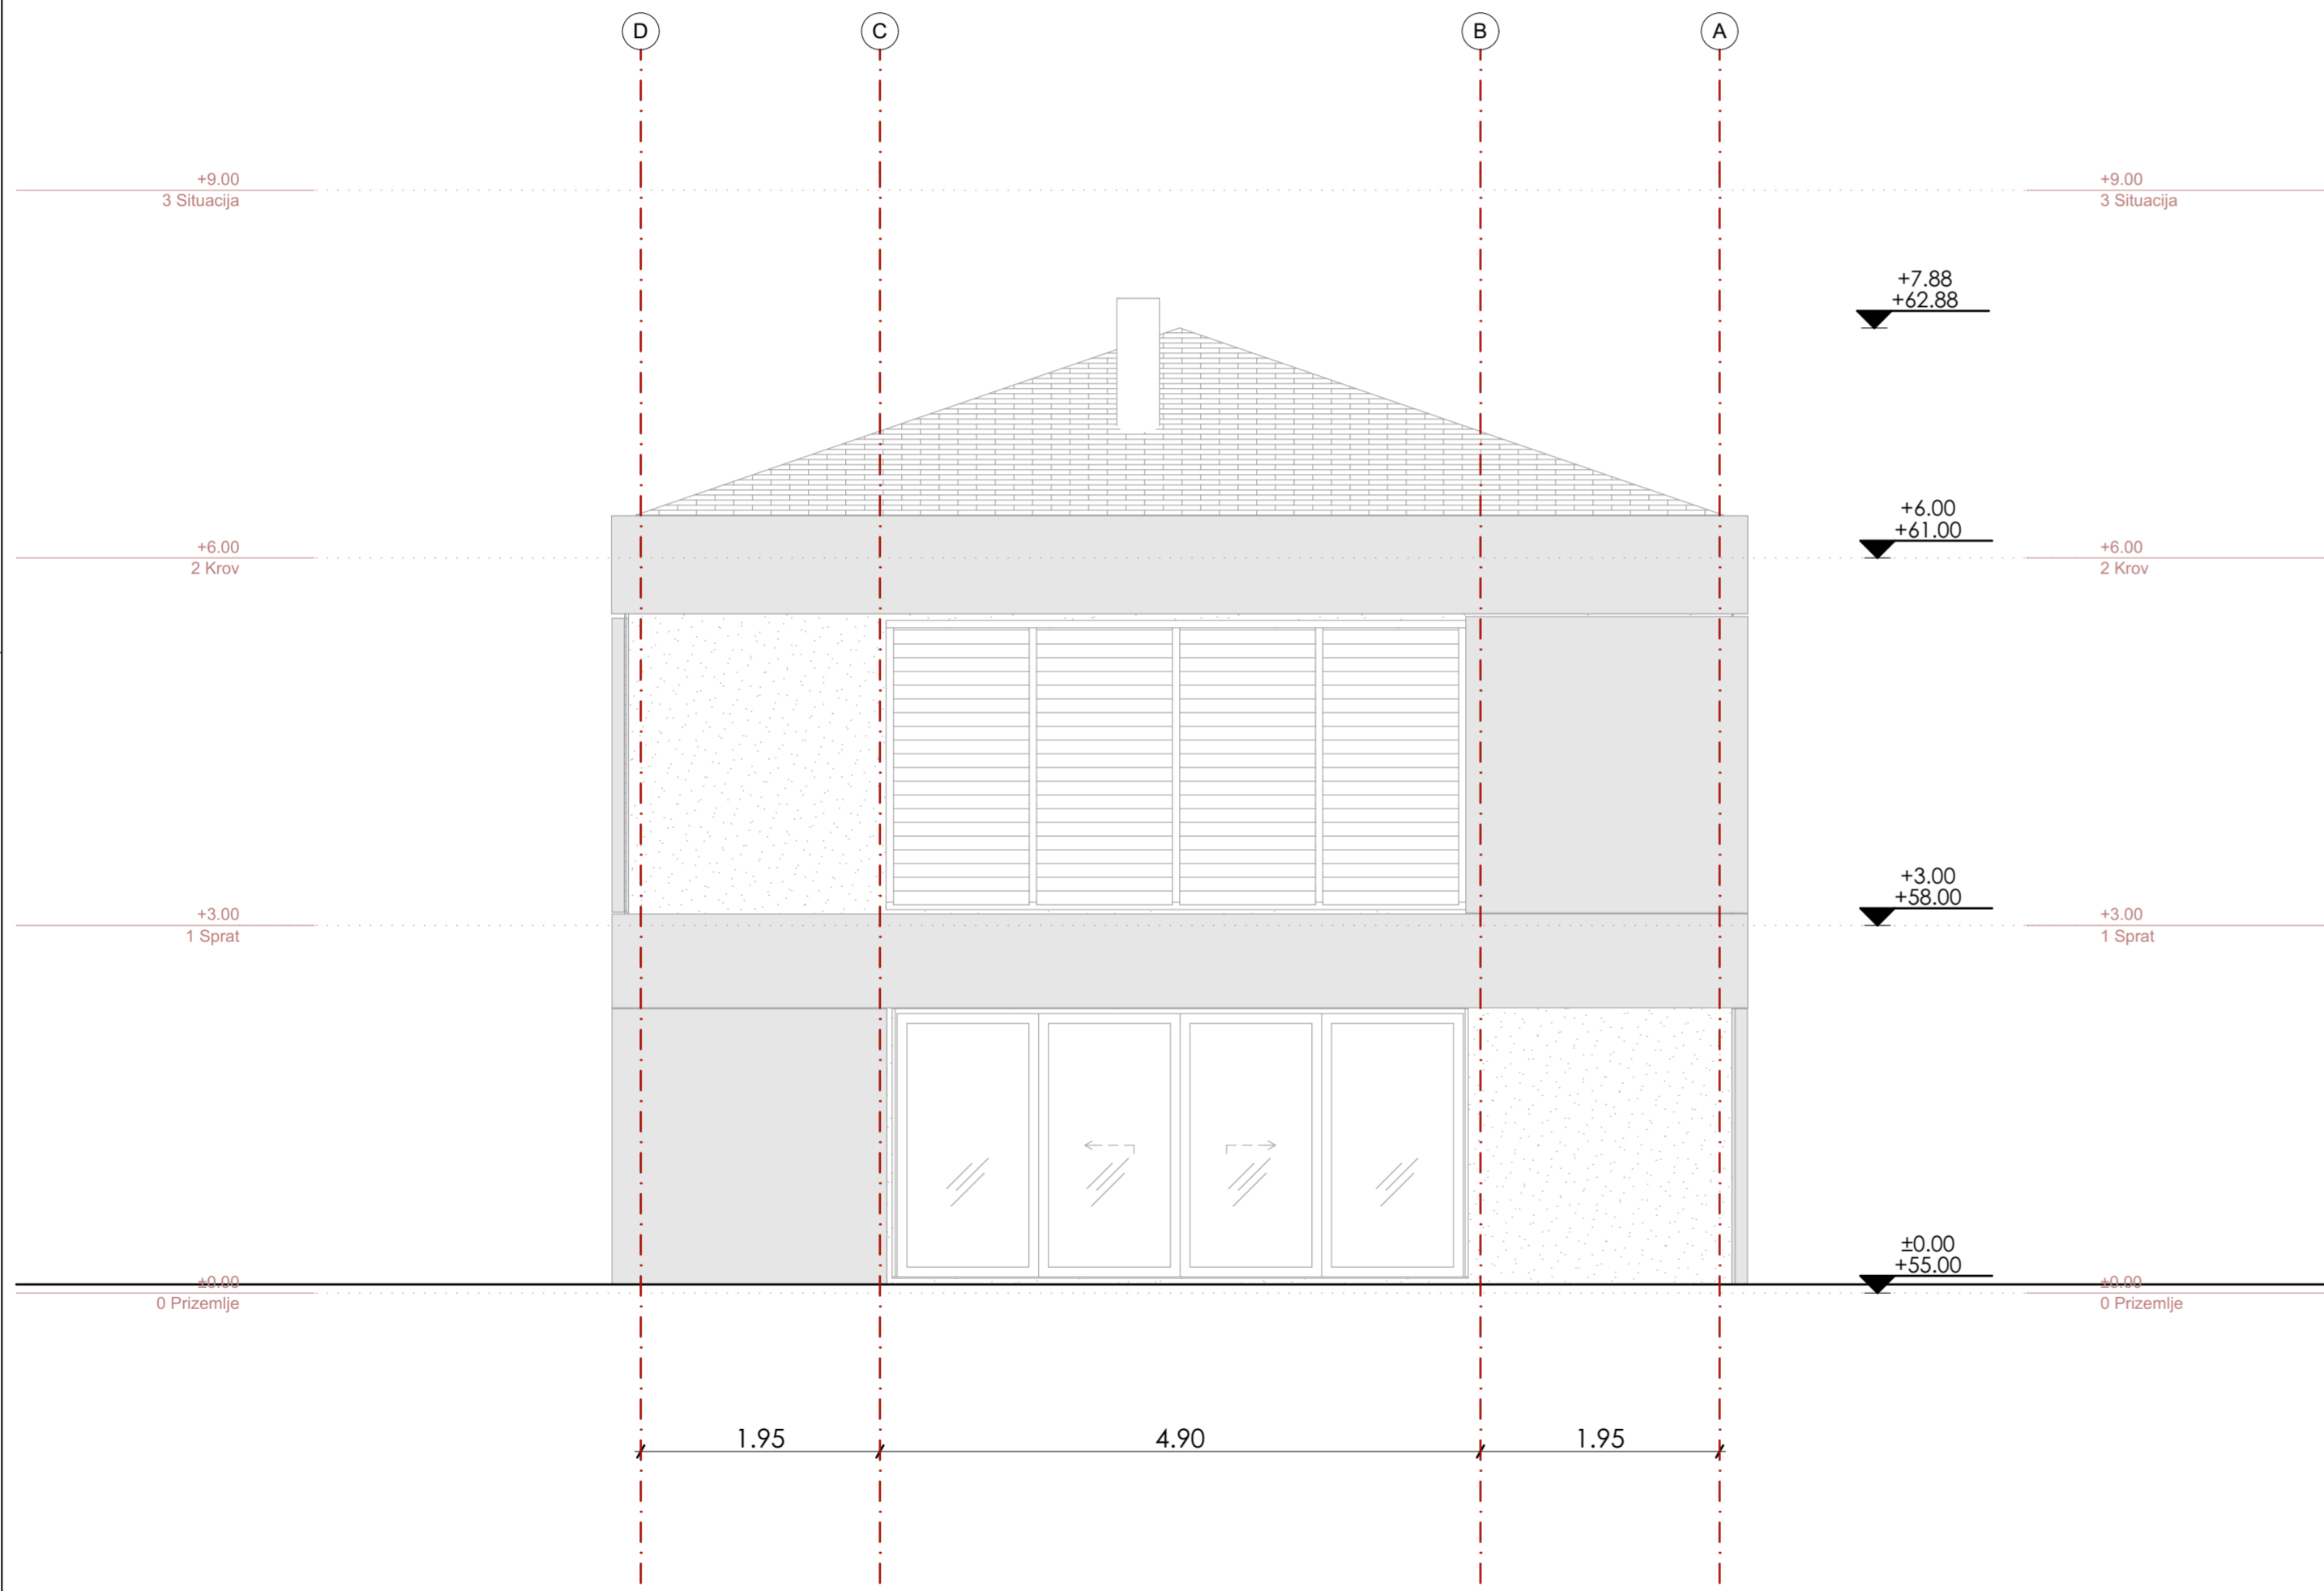 D
C
B
A
+9.00
3 Situacija
+9.00
3 Situacija
+7.88
+62.88
+6.00
2 Krov
+6.00
+61.00
+6.00
2 Krov
+3.00
1 Sprat
+3.00
+58.00
+3.00
1 Sprat
±0.00
0 Prizemlje
±0.00
+55.00
±0.00
0 Prizemlje
1.95
4.90
1.95